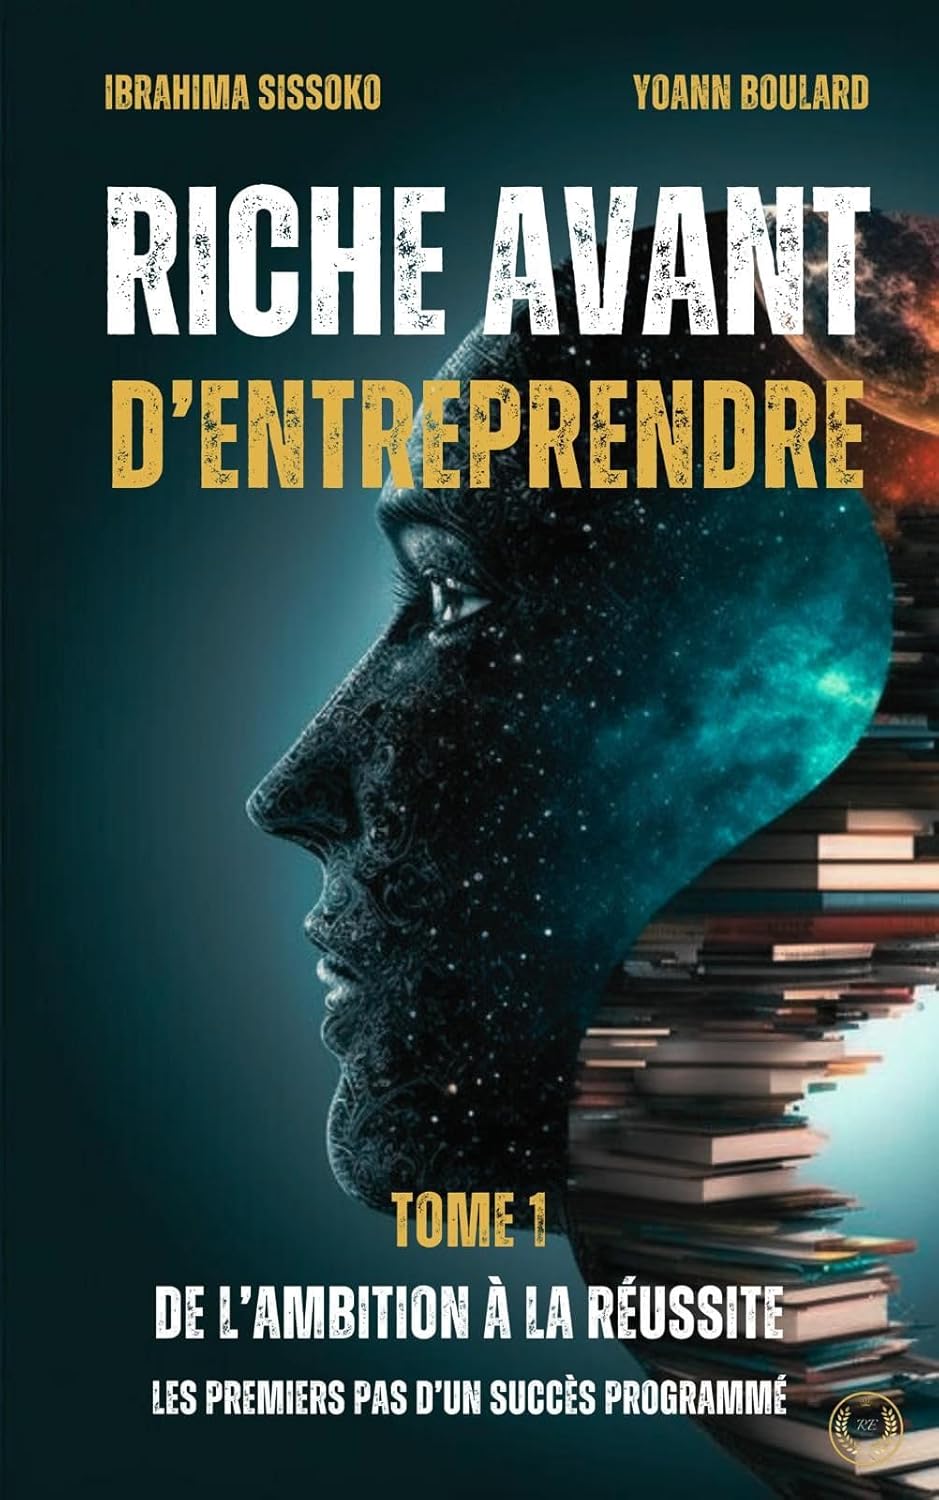 IBRAHIMA SISSOKO
YOANN BOULARD
RICHE AVANT
D'ENTREPRENDRE
TOME 1
DE L'AMBITION À LA RÉUSSITE
LES PREMIERS PAS D'UN SUCCÈS PROGRAMMÉ
RE